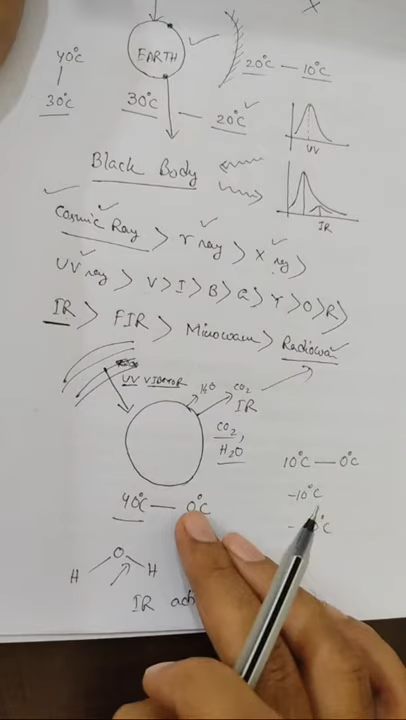 EARTH
40°C
30°C
20°C — 10°C
30°C — 20°C
UV
Black Body
IR
Cosmic Ray > γ ray > X ray >
UV ray > V > I > B > G > Y > O > R >
IR > FIR > Microwave > Radiowave
UV VIBGYOR
H2O
CO2
IR
CO2,
H2O
10°C — 0°C
40°C — 0°C
-10°C
O
H H
IR